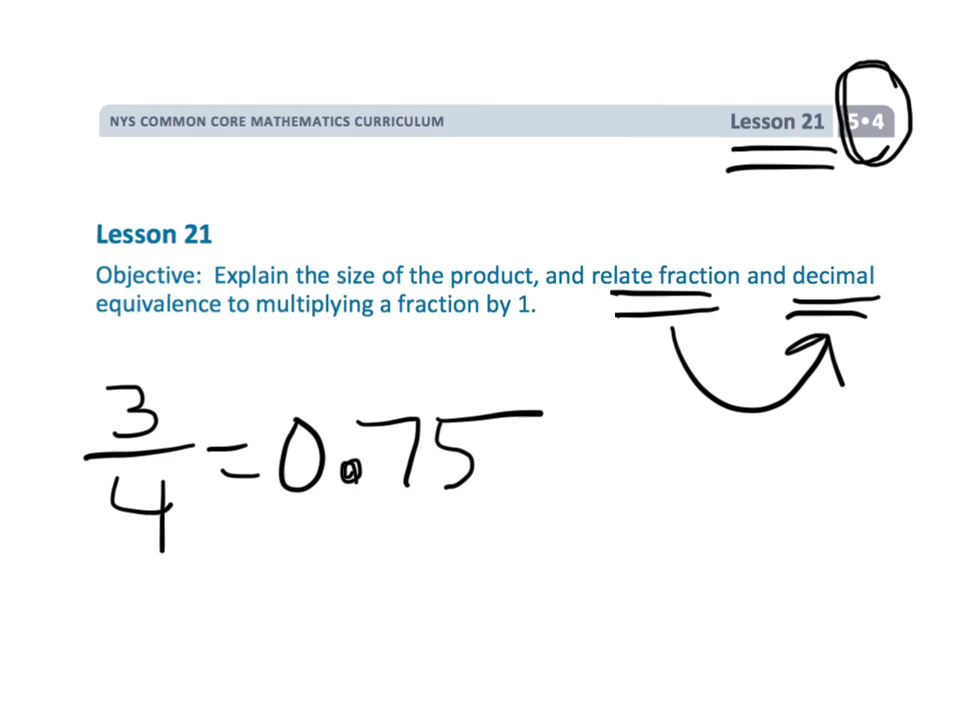 NYS COMMON CORE MATHEMATICS CURRICULUM Lesson 21 5•4
Lesson 21
Objective: Explain the size of the product, and relate fraction and decimal
equivalence to multiplying a fraction by 1.
3/4 = 0.75